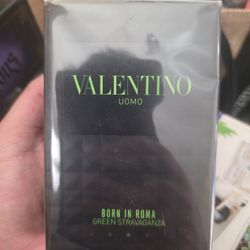 VALENTINO
UOMO
BORN IN ROMA
GREEN STRAVAGANZA